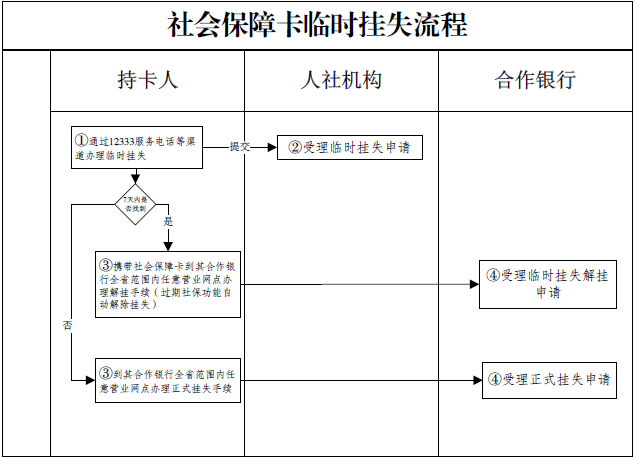 社会保障卡临时挂失流程
持卡人
人社机构
合作银行
①通过12333服务电话等渠
道办理临时挂失
提交
②受理临时挂失申请
7天内是
否找到
是
③携带社会保障卡到其合作银
行全省范围内任意营业网点办
理解挂手续（过期社保功能自
动解除挂失）
④受理临时挂失解挂
申请
否
③到其合作银行全省范围内任
意营业网点办理正式挂失手续
④受理正式挂失申请